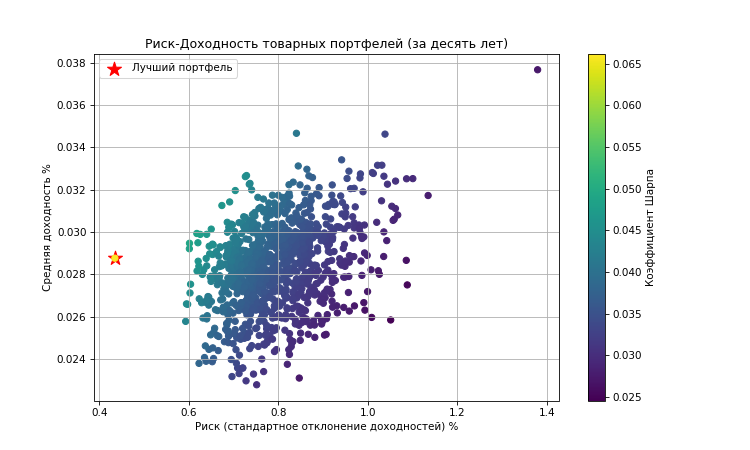 Риск-Доходность товарных портфелей (за десять лет)
Лучший портфель
Средняя доходность %
0.038
0.036
0.034
0.032
0.030
0.028
0.026
0.024
0.4 0.6 0.8 1.0 1.2 1.4
Риск (стандартное отклонение доходностей) %
0.065
0.060
0.055
0.050
0.045
0.040
0.035
0.030
0.025
Коэффициент Шарпа